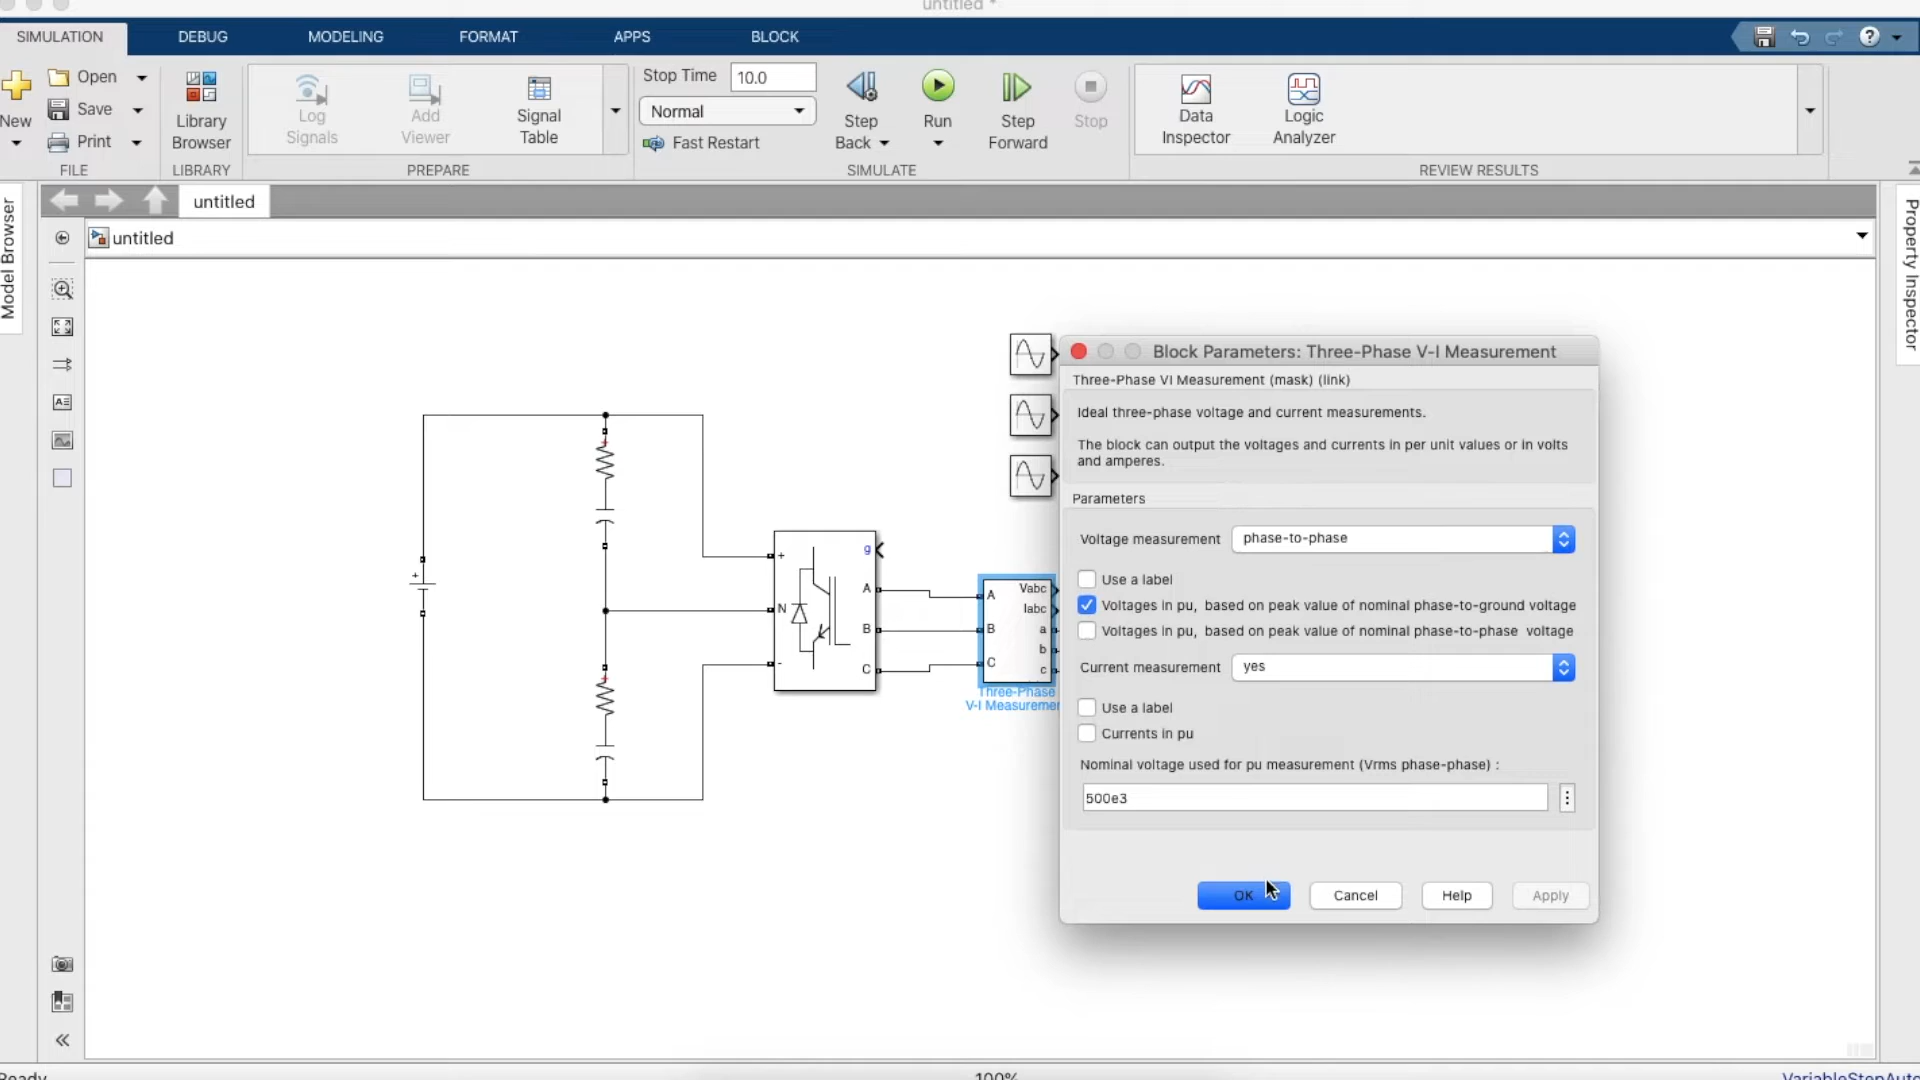 untitled *
SIMULATION DEBUG MODELING FORMAT APPS BLOCK
New
Open
Save
Print
FILE
Library Browser
LIBRARY
Log Signals
Add Viewer
Signal Table
PREPARE
Stop Time 10.0
Normal
Fast Restart
Step Back
Run
Step Forward
Stop
SIMULATE
Data Inspector
Logic Analyzer
REVIEW RESULTS
Model Browser
untitled
untitled
Property Inspector
+
+
N
-
g
A
B
C
A
B
C
Vabc
Iabc
a
b
c
Three-Phase
Block Parameters: Three-Phase V-I Measurement
Three-Phase VI Measurement (mask) (link)
Ideal three-phase voltage and current measurements.
The block can output the voltages and currents in per unit values or in volts
and amperes.
Parameters
Voltage measurement phase-to-phase
Use a label
Voltages in pu, based on peak value of nominal phase-to-ground voltage
Voltages in pu, based on peak value of nominal phase-to-phase voltage
Current measurement yes
Use a label
Currents in pu
Nominal voltage used for pu measurement (Vrms phase-phase) :
500e3
OK Cancel Help Apply
100%